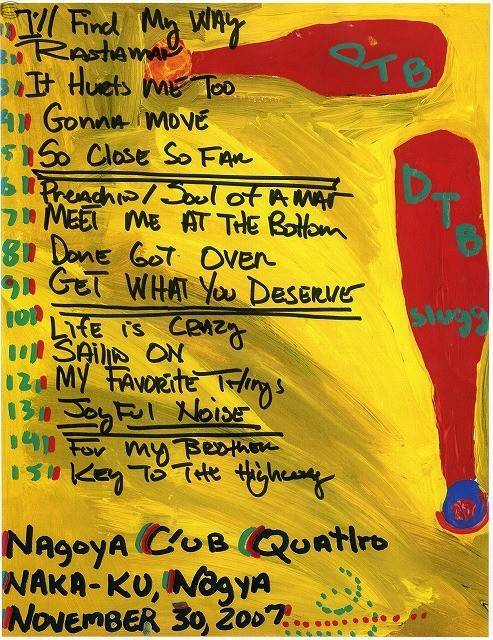 1)) I'll Find My WAY
2)) RASTAMAN
3)) It Hurts ME Too
DTB
4)) GONNA MOVE
5)) SO CLOSE SO FAR
6)) Preachin/Soul of A MAN
7)) MEET ME AT THE BOttom
8)) DONE GOT OVER
9)) GET WHAT YOU DESERVE
10)) LiFE is CRAZy
11)) SAilin ON
12)) MY FAVORITE THings
13)) JOYFUL NOISE
14)) FOR MY BROTHER
15)) KEY TO THE HigHwAy
DTB
slugg
NAGOYA CLUB QUATTRO
NAKA-KU, NAGYA
NOVEMBER 30, 2007